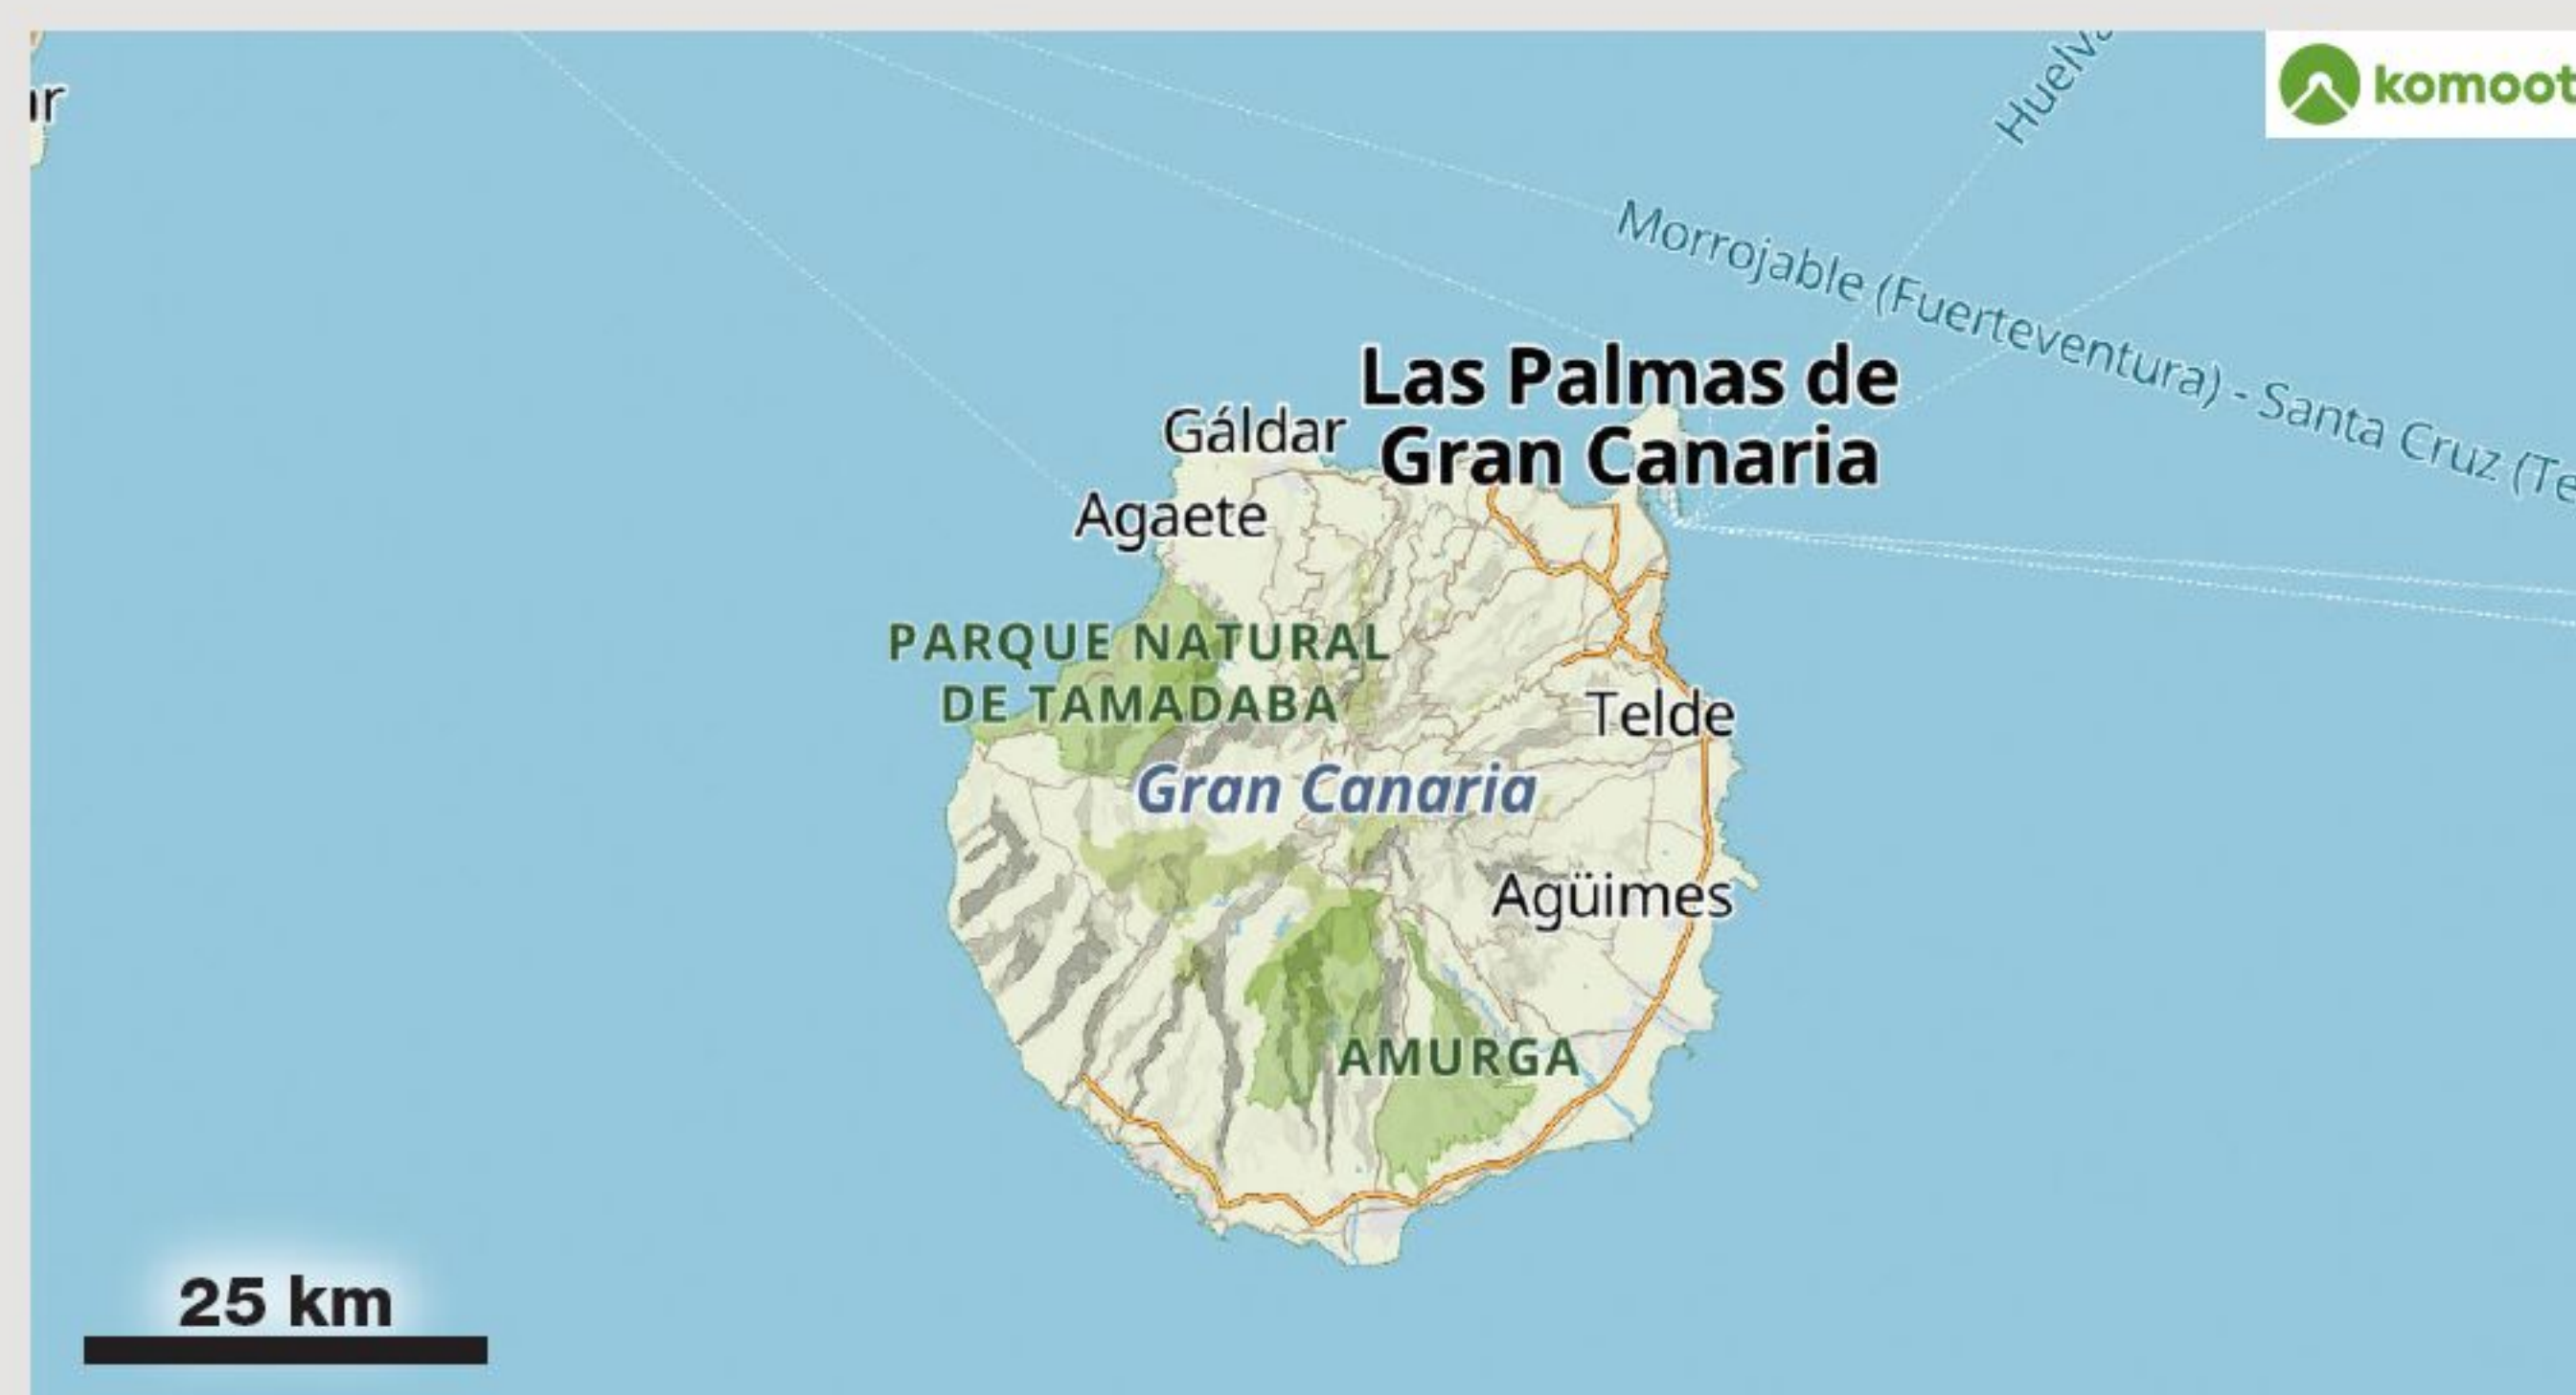 komoot
Huelva
Morrojable (Fuerteventura) - Santa Cruz (Te
Las Palmas de
Gran Canaria
Gáldar
Agaete
PARQUE NATURAL
DE TAMADABA
Telde
Gran Canaria
Agüimes
AMURGA
25 km